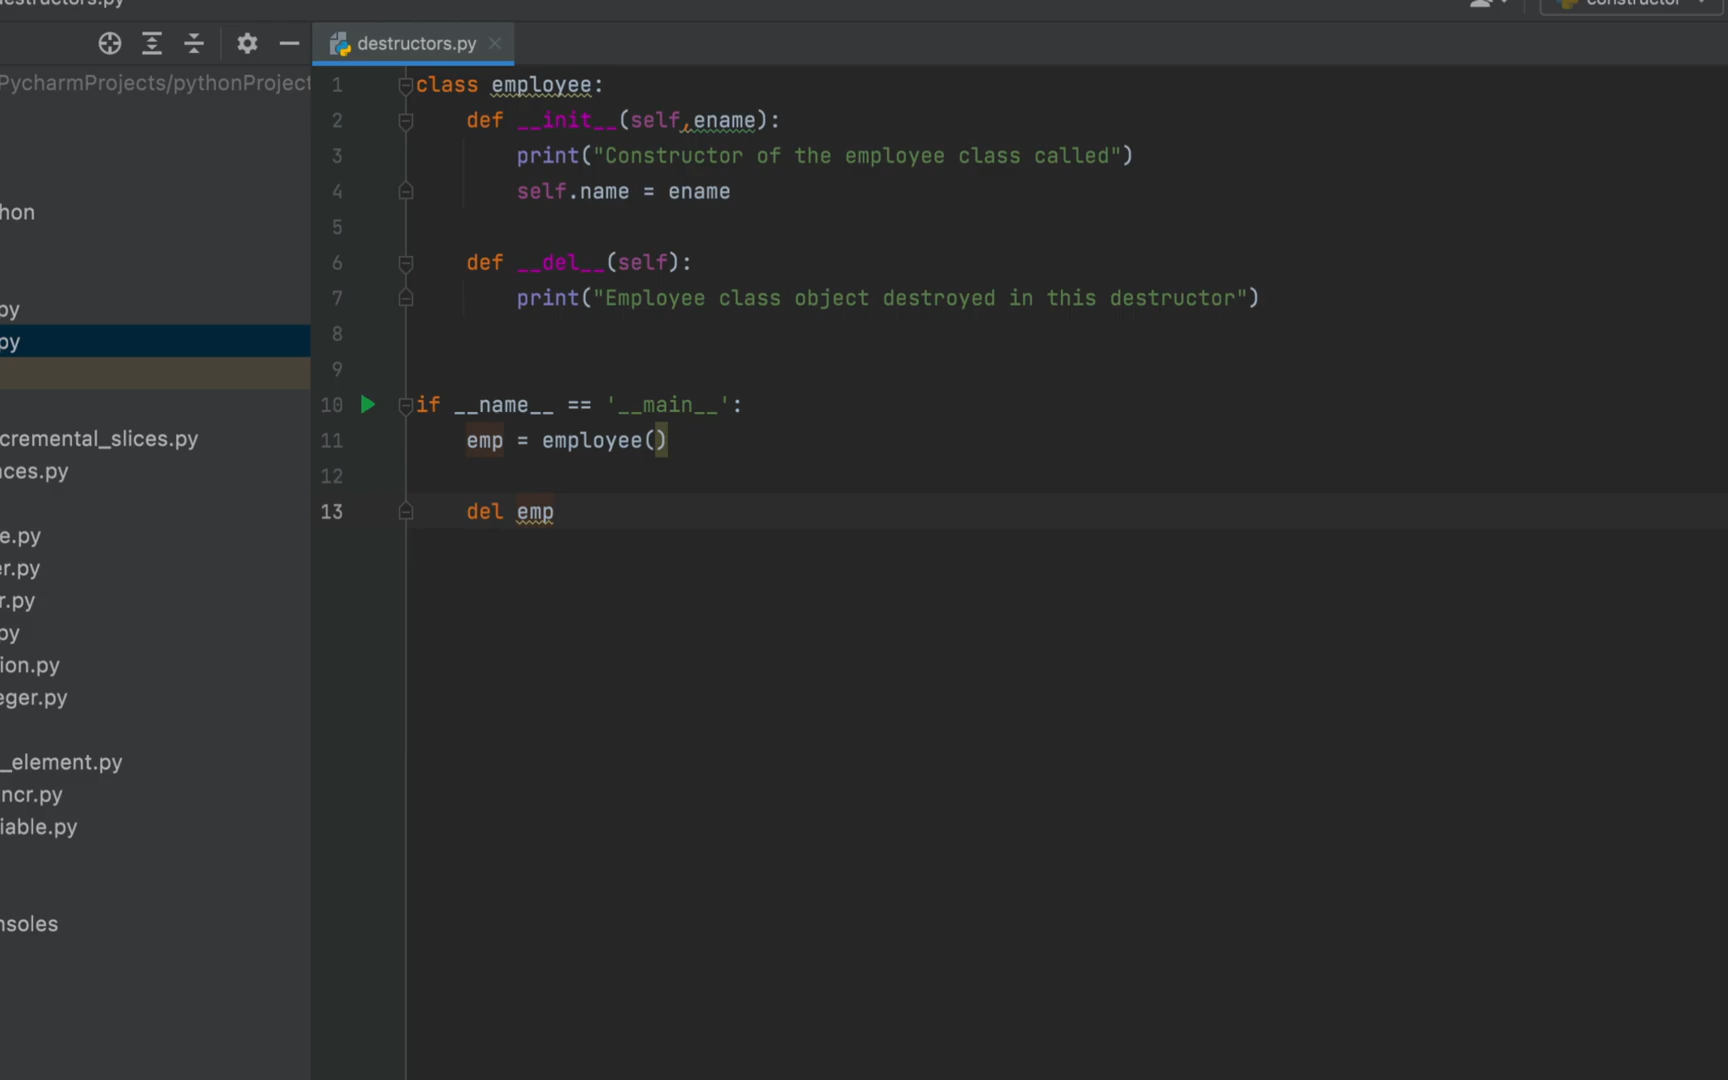 destructors.py
constructor
destructors.py
PycharmProjects/pythonProject
hon
py
py
cremental_slices.py
nces.py
e.py
er.py
r.py
py
ion.py
eger.py
_element.py
ncr.py
iable.py
nsoles
1 class employee:
2 def __init__(self,ename):
3 print("Constructor of the employee class called")
4 self.name = ename
5
6 def __del__(self):
7 print("Employee class object destroyed in this destructor")
8
9
10 if __name__ == '__main__':
11 emp = employee()
12
13 del emp